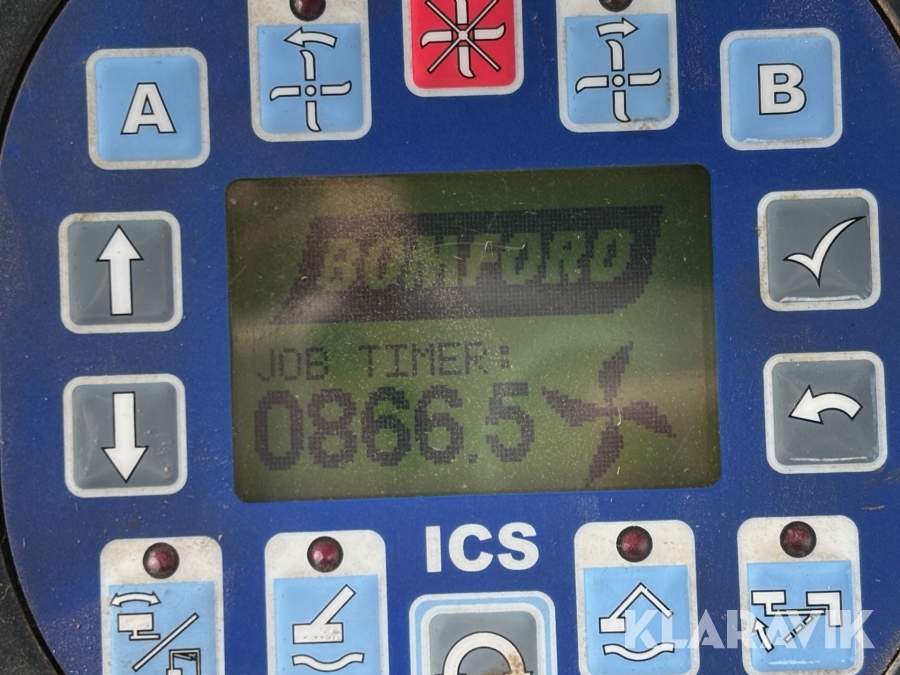 A
B
BOMFORD
JOB TIMER:
0866.5
ICS
KLARAVIK